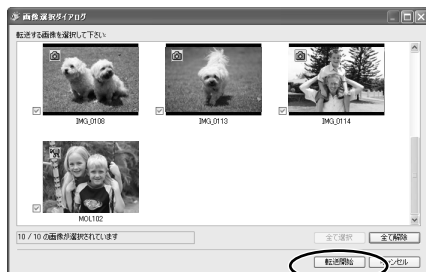 画像選択ダイアログ
転送する画像を選択して下さい
IMG_0108
IMG_0113
IMG_0114
MOL102
10 / 10 の画像が選択されています
全て選択
全て解除
転送開始
キャンセル